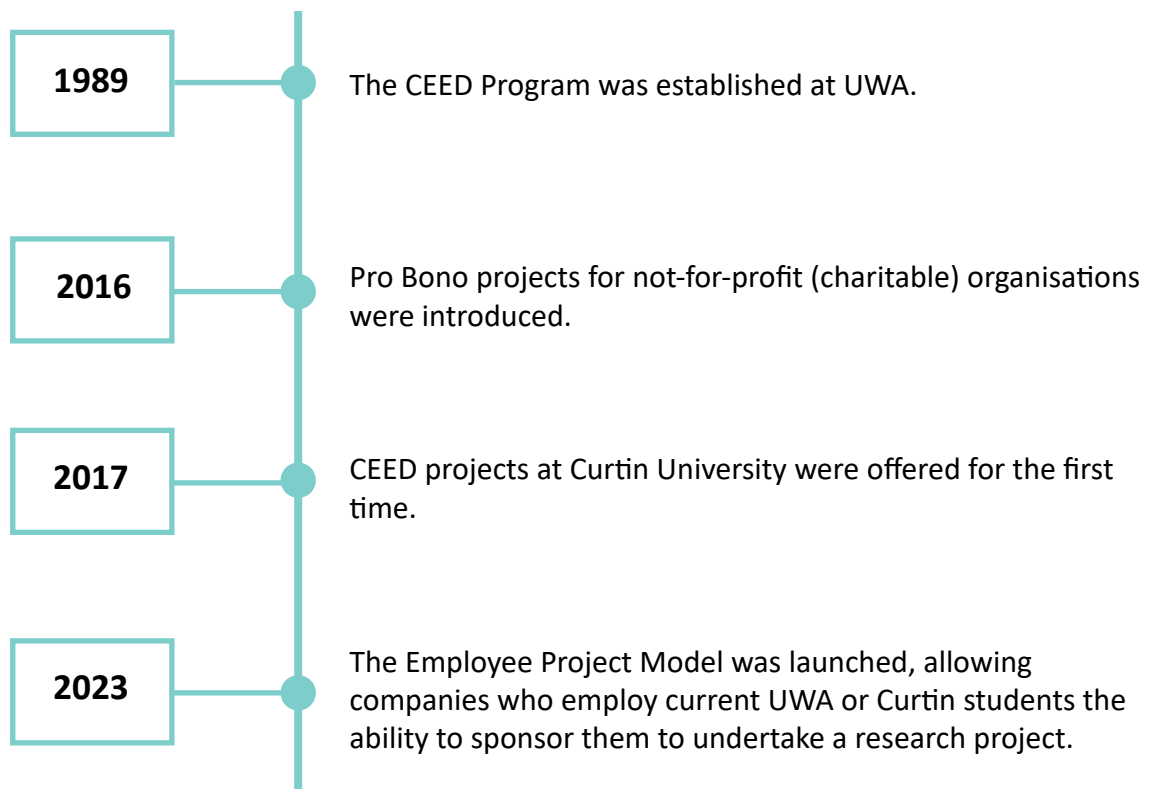 1989
The CEED Program was established at UWA.
2016
Pro Bono projects for not-for-profit (charitable) organisations
were introduced.
2017
CEED projects at Curtin University were offered for the first
time.
2023
The Employee Project Model was launched, allowing
companies who employ current UWA or Curtin students the
ability to sponsor them to undertake a research project.